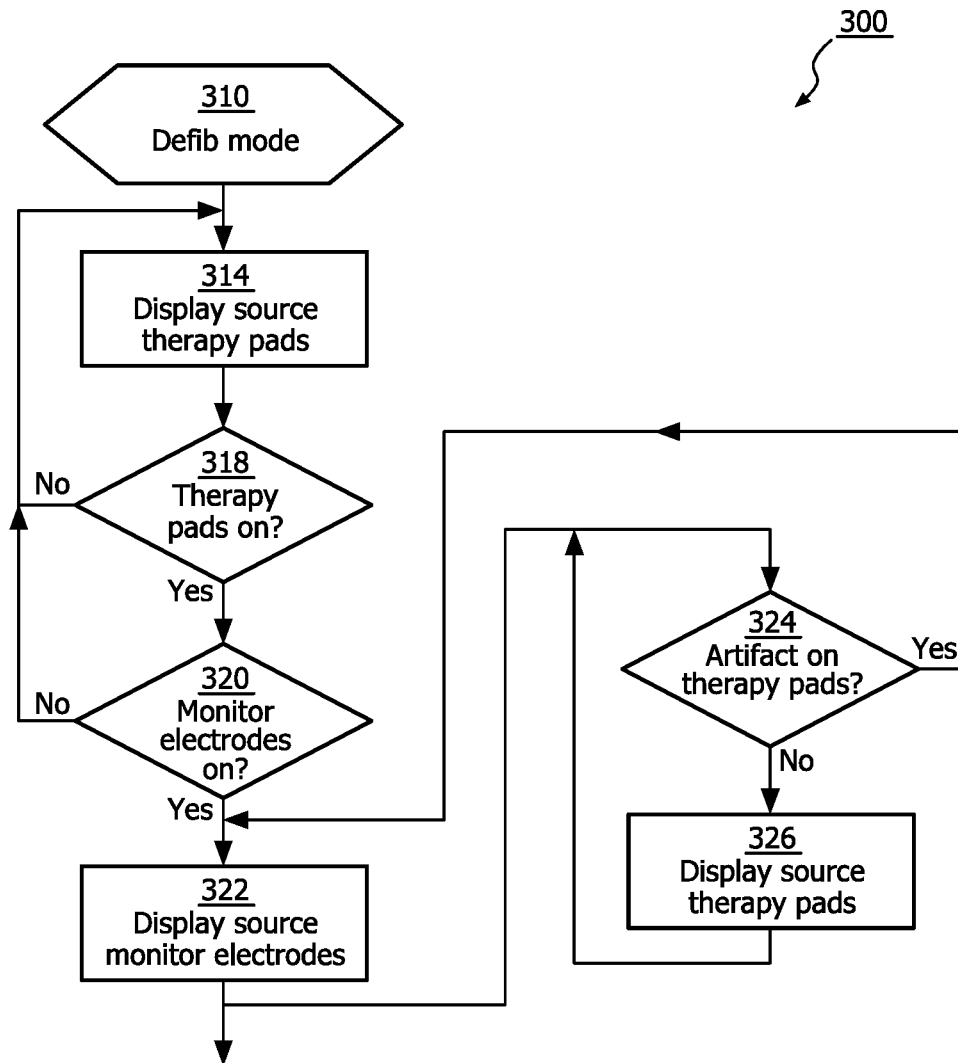 300
310
Defib mode
314
Display source
therapy pads
318
Therapy
pads on?
No
Yes
320
Monitor
electrodes
on?
No
Yes
322
Display source
monitor electrodes
324
Artifact on
therapy pads?
Yes
No
326
Display source
therapy pads